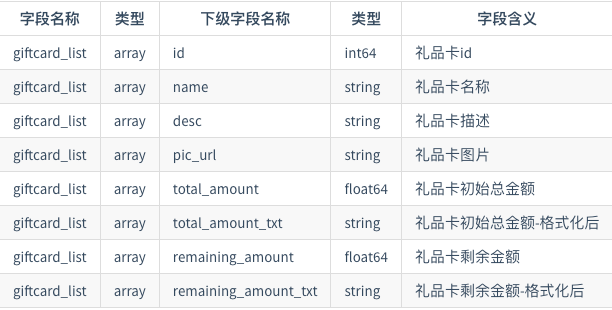 字段名称 类型 下级字段名称 类型 字段含义
giftcard_list array id int64 礼品卡id
giftcard_list array name string 礼品卡名称
giftcard_list array desc string 礼品卡描述
giftcard_list array pic_url string 礼品卡图片
giftcard_list array total_amount float64 礼品卡初始总金额
giftcard_list array total_amount_txt string 礼品卡初始总金额-格式化后
giftcard_list array remaining_amount float64 礼品卡剩余金额
giftcard_list array remaining_amount_txt string 礼品卡剩余金额-格式化后